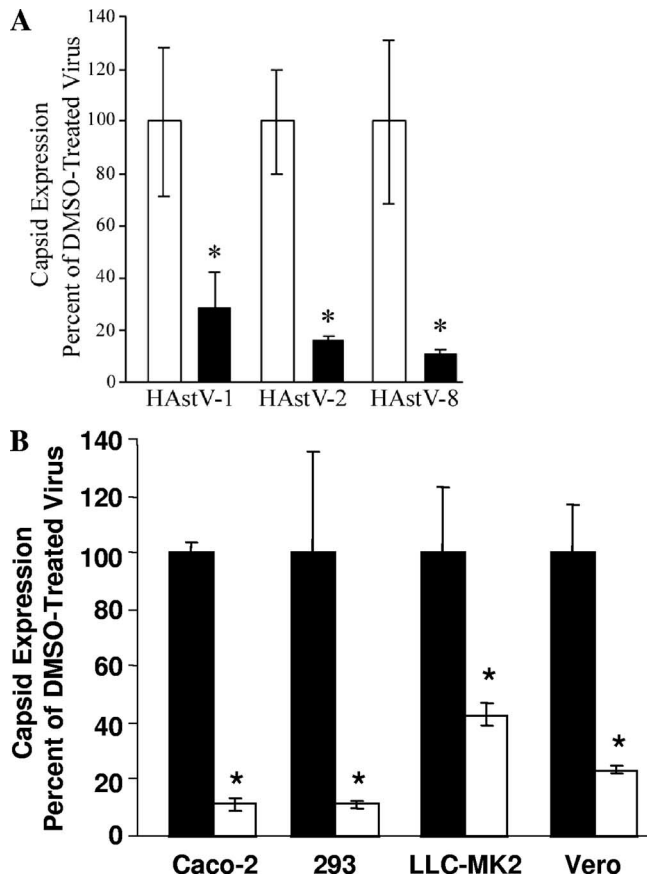 A
Capsid Expression
Percent of DMSO-Treated Virus
140
120
100
80
60
40
20
0
*
*
*
HAstV-1 HAstV-2 HAstV-8
B
Capsid Expression
Percent of DMSO-Treated Virus
140
120
100
80
60
40
20
0
*
*
*
*
Caco-2 293 LLC-MK2 Vero